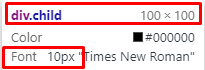 div.child 100 × 100
Color #000000
Font 10px "Times New Roman"